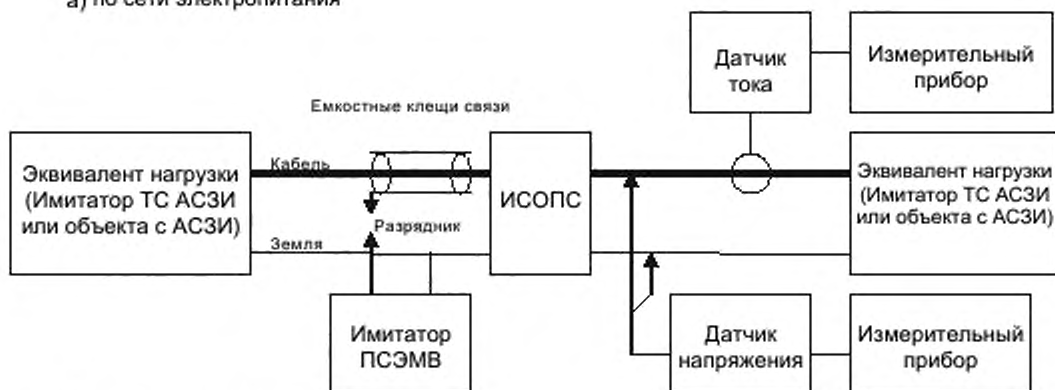 а) по сети электропитания
Датчик
тока
Измерительный
прибор
Емкостные клещи связи
Эквивалент нагрузки
(Имитатор ТС АСЗИ
или объекта с АСЗИ)
Кабель
ИСОПС
Эквивалент нагрузки
(Имитатор ТС АСЗИ
или объекта с АСЗИ)
Разрядник
Земля
Имитатор
ПСЭМВ
Датчик
напряжения
Измерительный
прибор